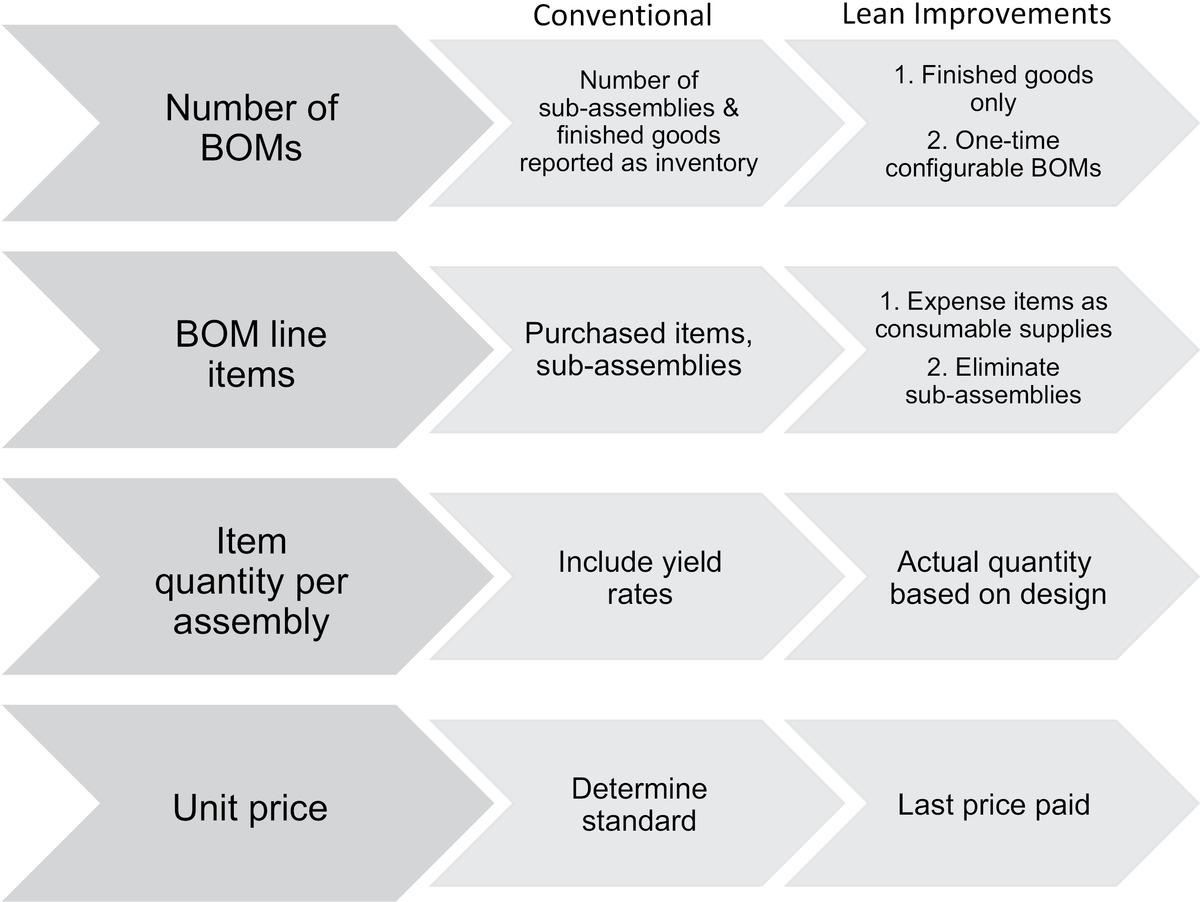 Conventional
Lean Improvements
Number of
BOMs
Number of
sub-assemblies &
finished goods
reported as inventory
1. Finished goods
only
2. One-time
configurable BOMs
BOM line
items
Purchased items,
sub-assemblies
1. Expense items as
consumable supplies
2. Eliminate
sub-assemblies
Item
quantity per
assembly
Include yield
rates
Actual quantity
based on design
Unit price
Determine
standard
Last price paid